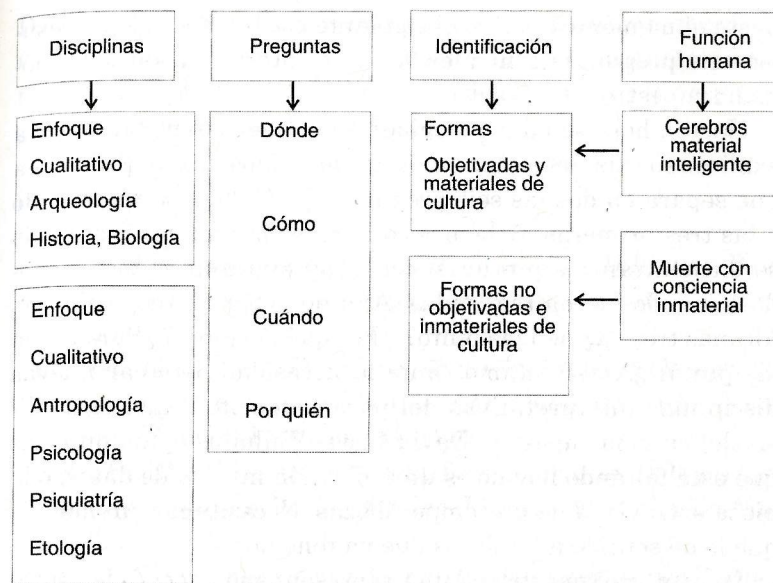 Disciplinas
Preguntas
Identificación
Función
humana
Enfoque
Cualitativo
Arqueología
Historia, Biología
Enfoque
Cualitativo
Antropología
Psicología
Psiquiatría
Etología
Dónde
Cómo
Cuándo
Por quién
Formas
Objetivadas y
materiales de
cultura
Formas no
objetivadas e
inmateriales de
cultura
Cerebros
material
inteligente
Muerte con
conciencia
inmaterial